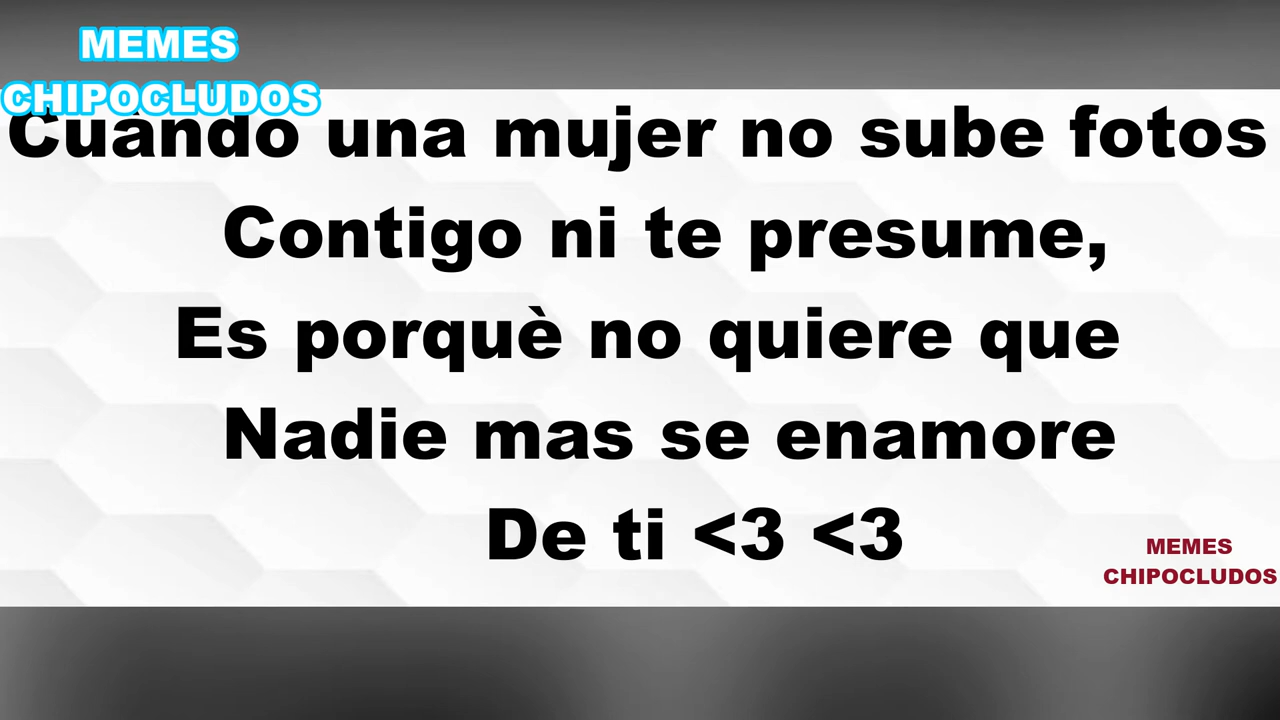 MEMES
CHIPOCLUDOS
Cuándo una mujer no sube fotos
Contigo ni te presume,
Es porquè no quiere que
Nadie mas se enamore
De ti <3 <3
MEMES
CHIPOCLUDOS